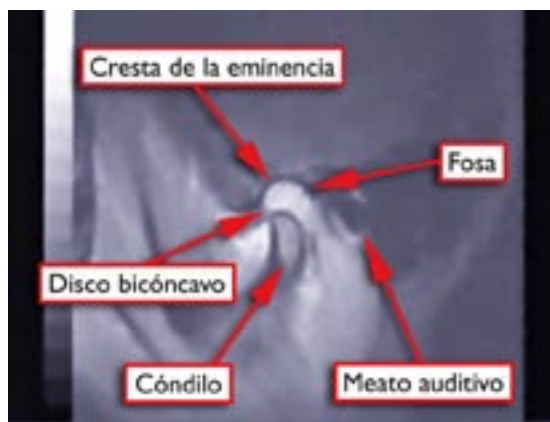 Cresta de la eminencia
Fosa
Disco bicóncavo
Cóndilo
Meato auditivo